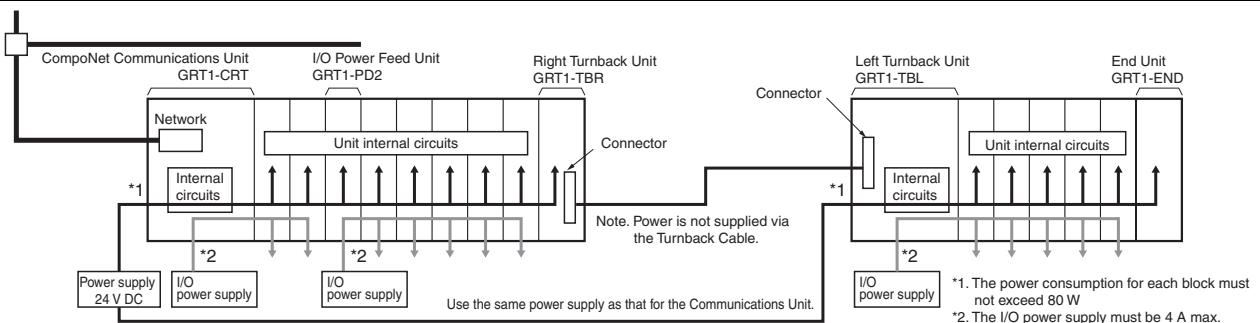 CompoNet Communications Unit
GRT1-CRT
I/O Power Feed Unit
GRT1-PD2
Right Turnback Unit
GRT1-TBR
Left Turnback Unit
GRT1-TBL
End Unit
GRT1-END
Connector
Network
Unit internal circuits
Connector
Unit internal circuits
Internal
circuits
Internal
circuits
*1
*1
Note. Power is not supplied via
the Turnback Cable.
*2
*2
*2
Power supply
24 V DC
I/O
power supply
I/O
power supply
I/O
power supply
Use the same power supply as that for the Communications Unit.
*1. The power consumption for each block must
not exceed 80 W
*2. The I/O power supply must be 4 A max.